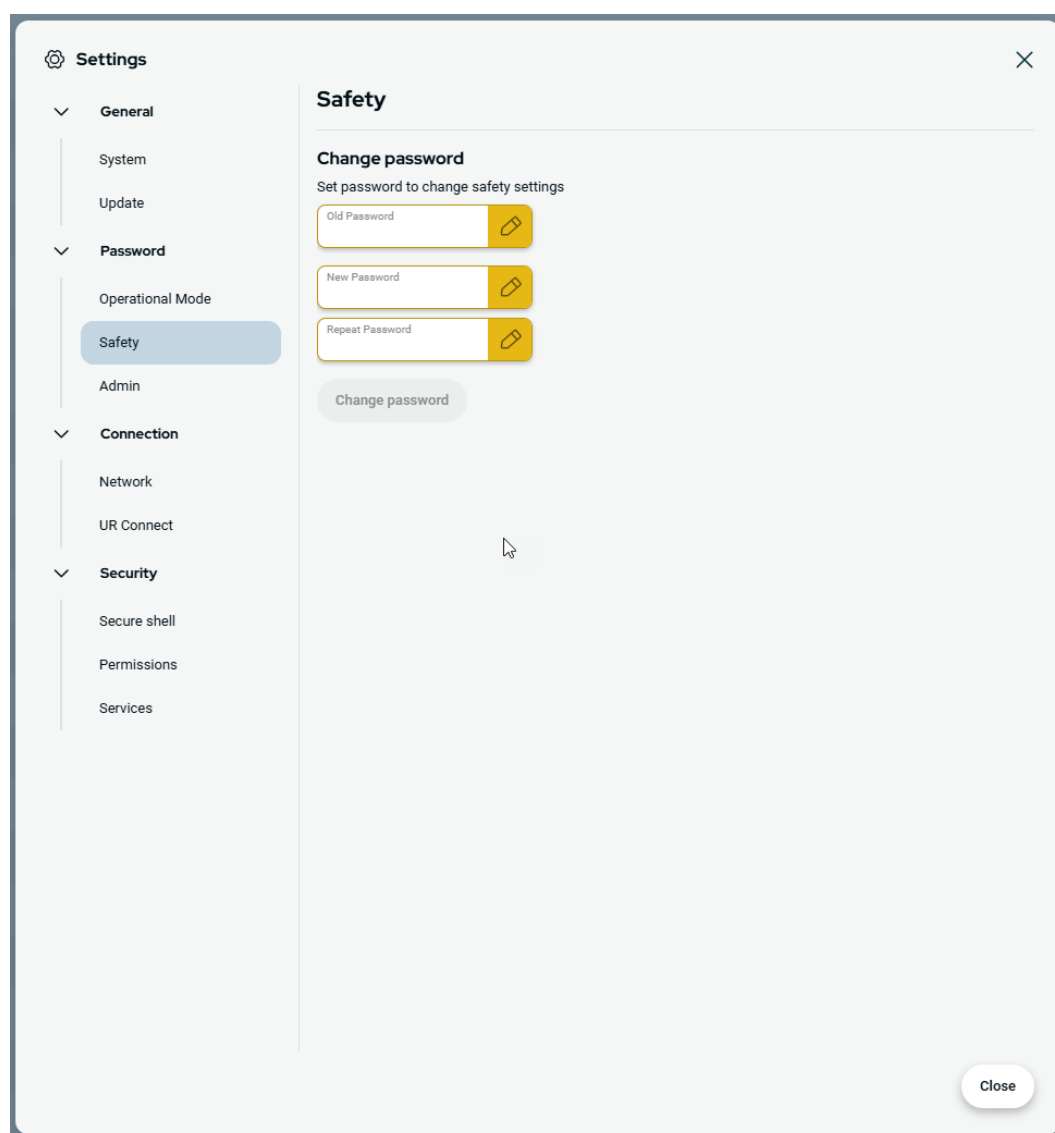 Settings
General
System
Update
Password
Operational Mode
Safety
Admin
Connection
Network
UR Connect
Security
Secure shell
Permissions
Services
Safety
Change password
Set password to change safety settings
Old Password
New Password
Repeat Password
Change password
Close